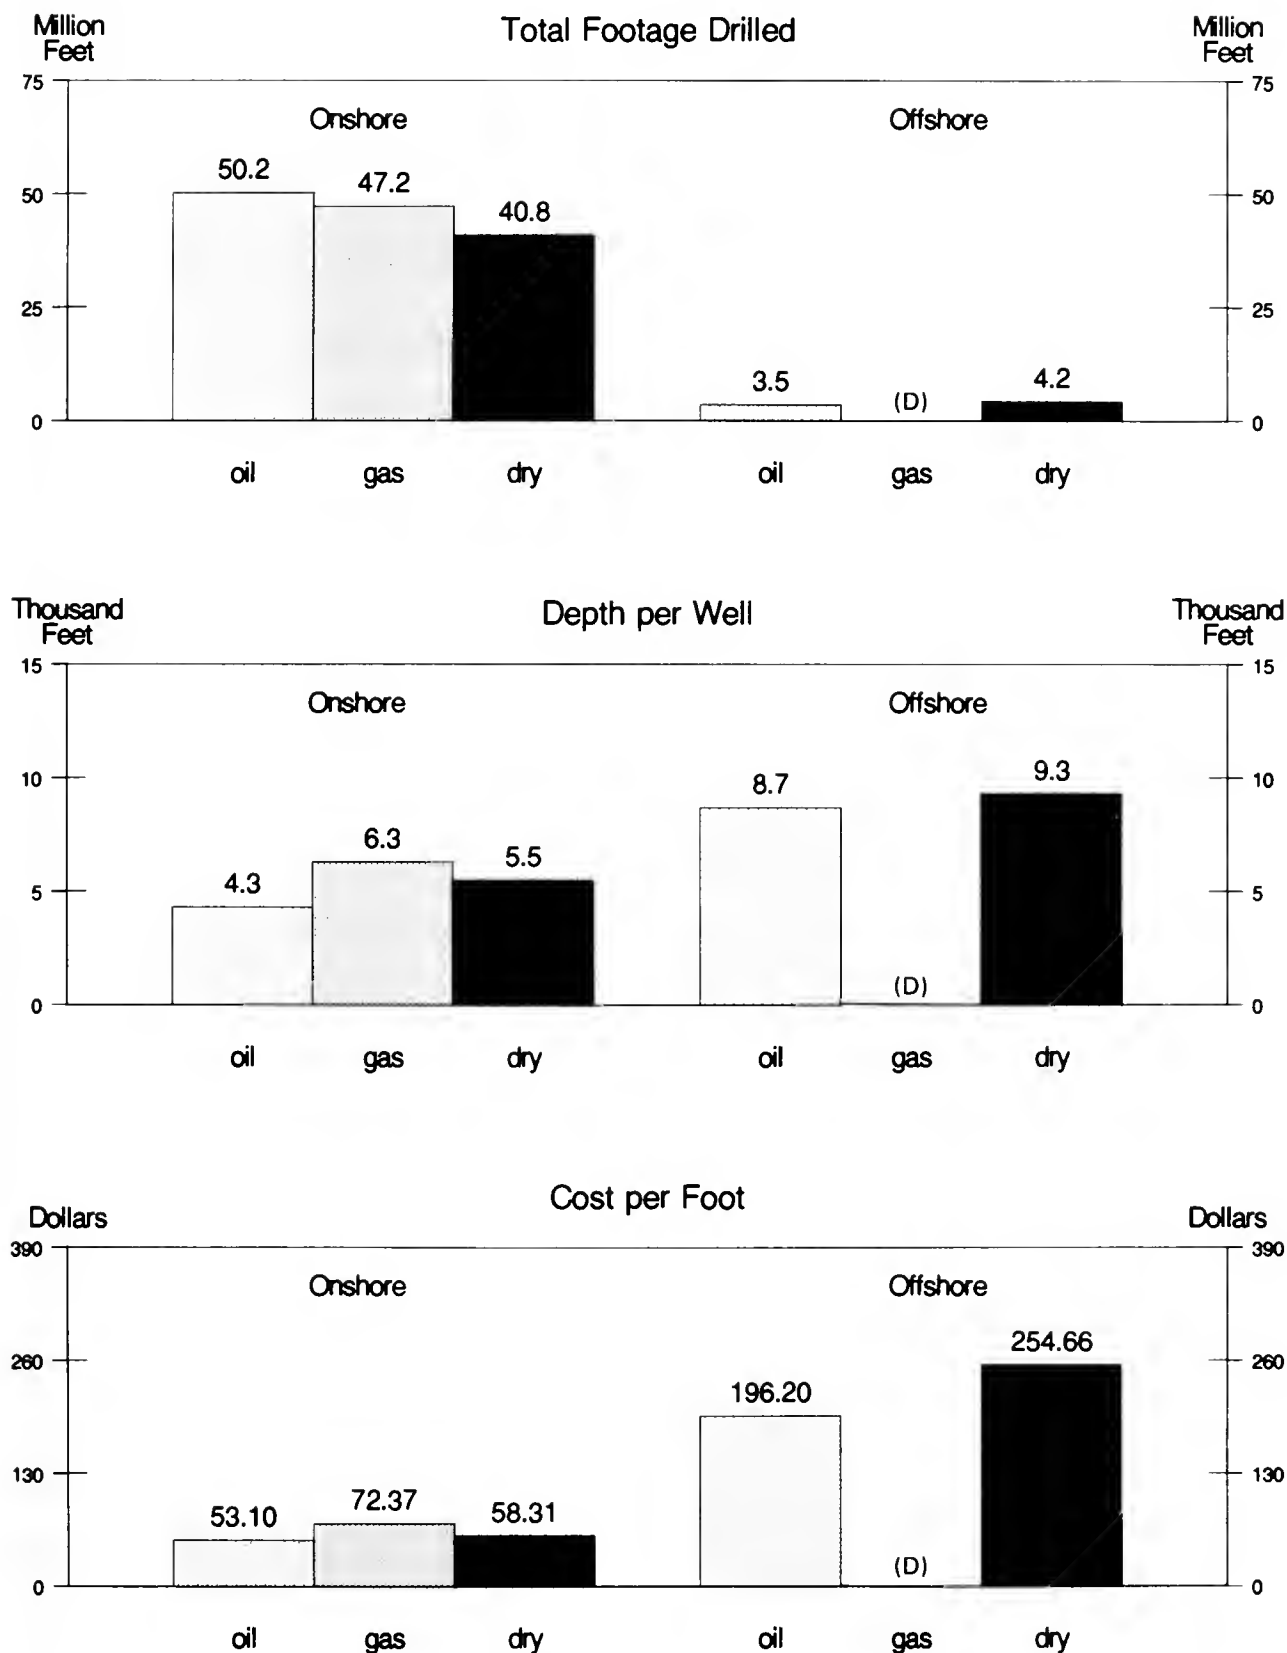 Total Footage Drilled
Million Feet
Million Feet
75
75
Onshore
Offshore
50.2
47.2
40.8
50
50
25
25
3.5
(D)
4.2
0
0
oil
gas
dry
oil
gas
dry
Depth per Well
Thousand Feet
Thousand Feet
15
15
Onshore
Offshore
10
10
8.7
9.3
6.3
5.5
4.3
5
5
(D)
0
0
oil
gas
dry
oil
gas
dry
Cost per Foot
Dollars
Dollars
390
390
Onshore
Offshore
254.66
260
260
196.20
130
130
53.10
72.37
58.31
(D)
0
0
oil
gas
dry
oil
gas
dry